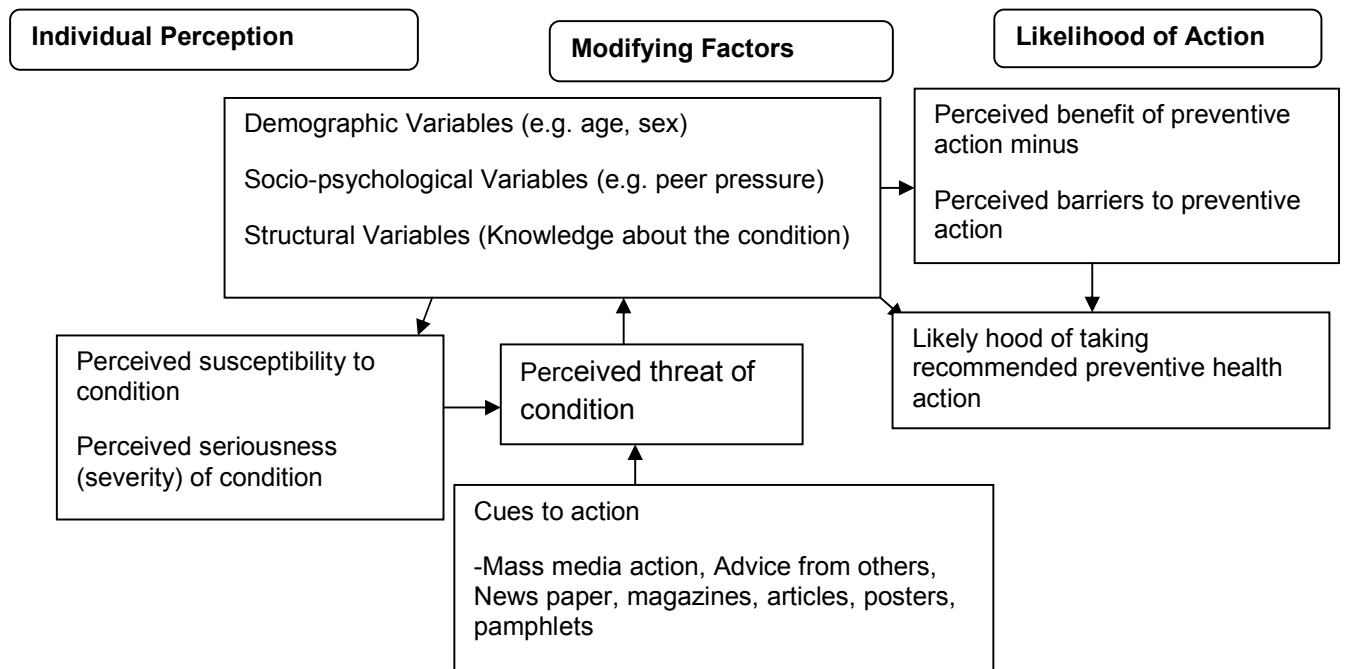 Individual Perception
Modifying Factors
Likelihood of Action
Demographic Variables (e.g. age, sex)
Socio-psychological Variables (e.g. peer pressure)
Structural Variables (Knowledge about the condition)
Perceived benefit of preventive
action minus
Perceived barriers to preventive
action
Perceived susceptibility to
condition
Perceived seriousness
(severity) of condition
Perceived threat of
condition
Likely hood of taking
recommended preventive health
action
Cues to action
-Mass media action, Advice from others,
News paper, magazines, articles, posters,
pamphlets